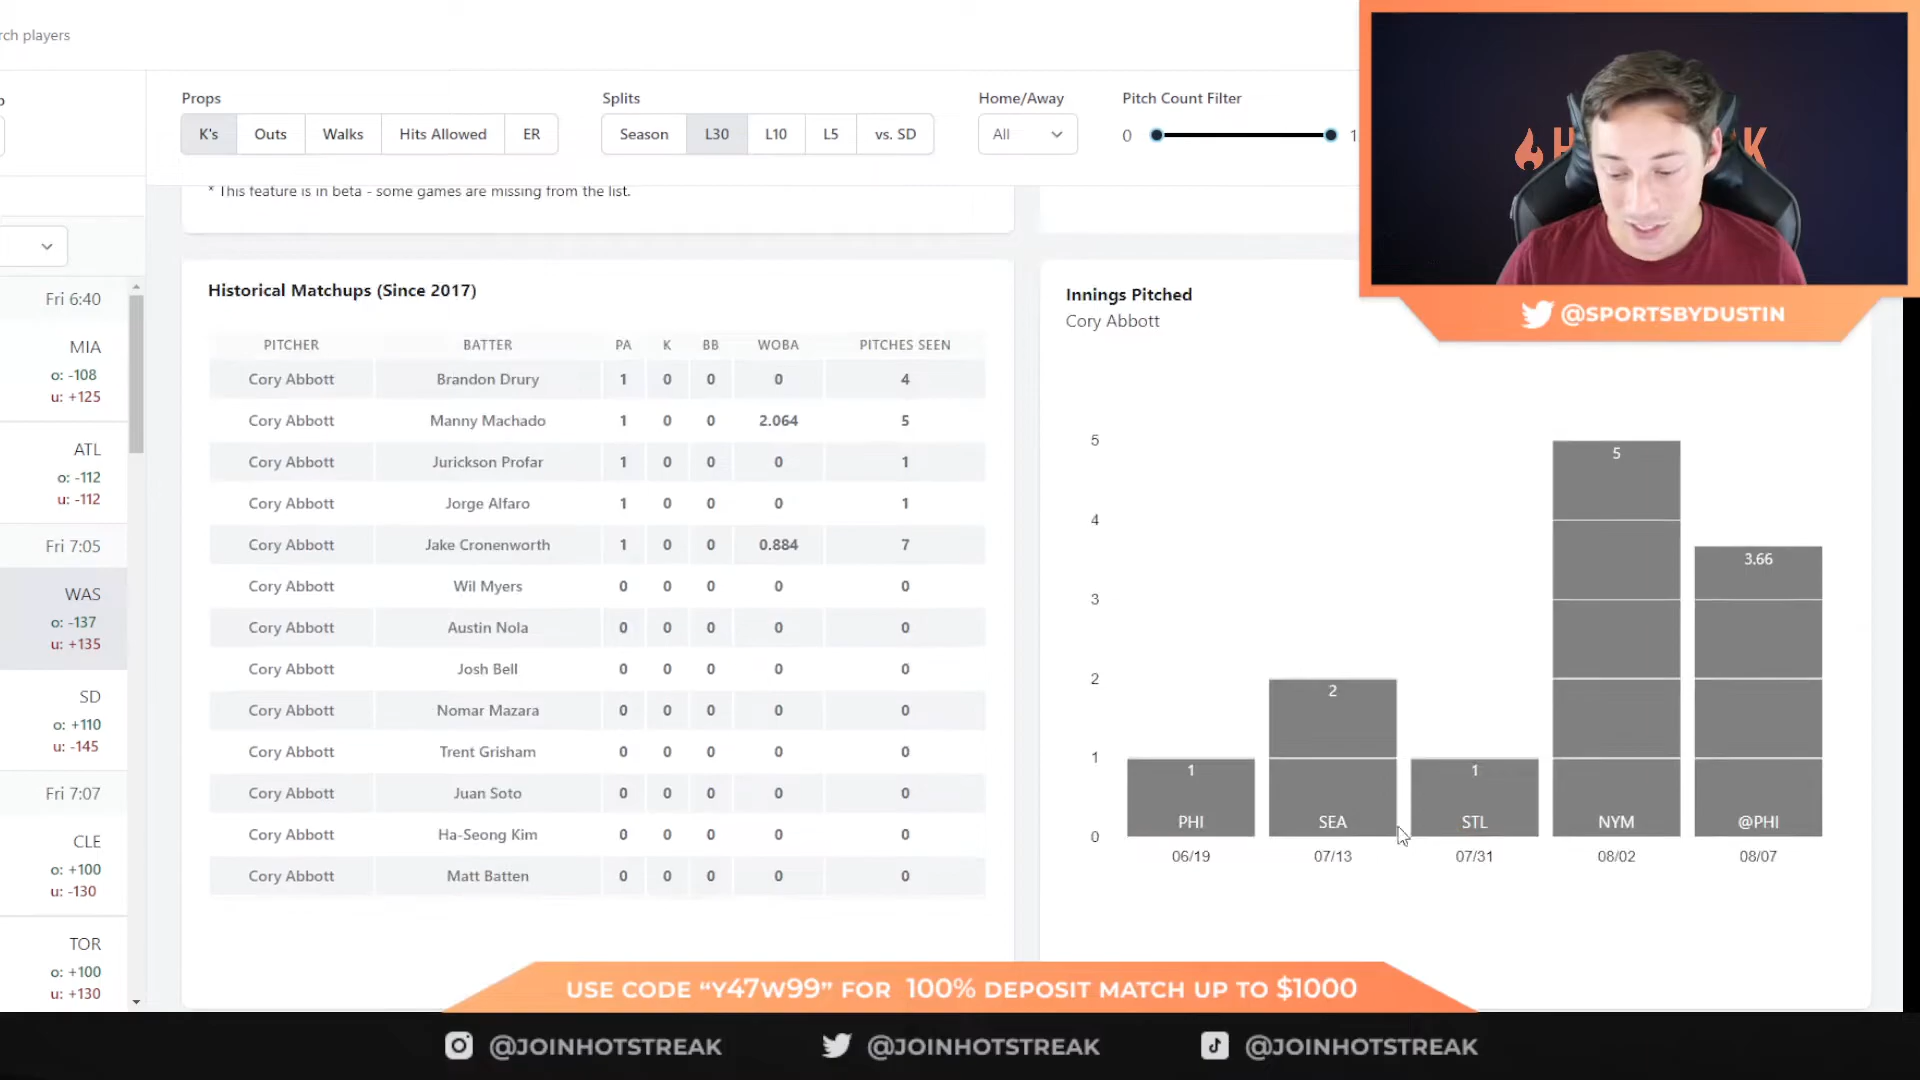 rch players
Props
K's
Outs
Walks
Hits Allowed
ER
Splits
Season
L30
L10
L5
vs. SD
Home/Away
All
Pitch Count Filter
0
* This feature is in beta - some games are missing from the list.
@SPORTSBYDUSTIN
Fri 6:40
MIA
o: -108
u: +125
ATL
o: -112
u: -112
Fri 7:05
WAS
o: -137
u: +135
SD
o: +110
u: -145
Fri 7:07
CLE
o: +100
u: -130
TOR
o: +100
u: +130
Historical Matchups (Since 2017)
PITCHER BATTER PA K BB WOBA PITCHES SEEN
Cory Abbott Brandon Drury 1 0 0 0 4
Cory Abbott Manny Machado 1 0 0 2.064 5
Cory Abbott Jurickson Profar 1 0 0 0 1
Cory Abbott Jorge Alfaro 1 0 0 0 1
Cory Abbott Jake Cronenworth 1 0 0 0.884 7
Cory Abbott Wil Myers 0 0 0 0 0
Cory Abbott Austin Nola 0 0 0 0 0
Cory Abbott Josh Bell 0 0 0 0 0
Cory Abbott Nomar Mazara 0 0 0 0 0
Cory Abbott Trent Grisham 0 0 0 0 0
Cory Abbott Juan Soto 0 0 0 0 0
Cory Abbott Ha-Seong Kim 0 0 0 0 0
Cory Abbott Matt Batten 0 0 0 0 0
Innings Pitched
Cory Abbott
5
4
3
2
1
0
1
2
1
5
3.66
PHI SEA STL NYM @PHI
06/19 07/13 07/31 08/02 08/07
USE CODE “Y47W99” FOR 100% DEPOSIT MATCH UP TO $1000
@JOINHOTSTREAK @JOINHOTSTREAK @JOINHOTSTREAK